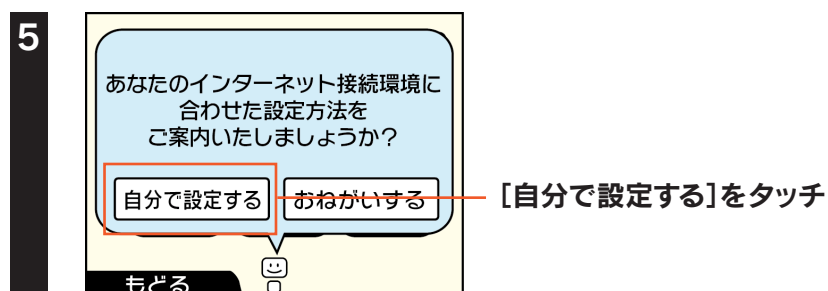 5
あなたのインターネット接続環境に
合わせた設定方法を
ご案内いたしましょうか?
自分で設定する おねがいする
[自分で設定する]をタッチ
もどる